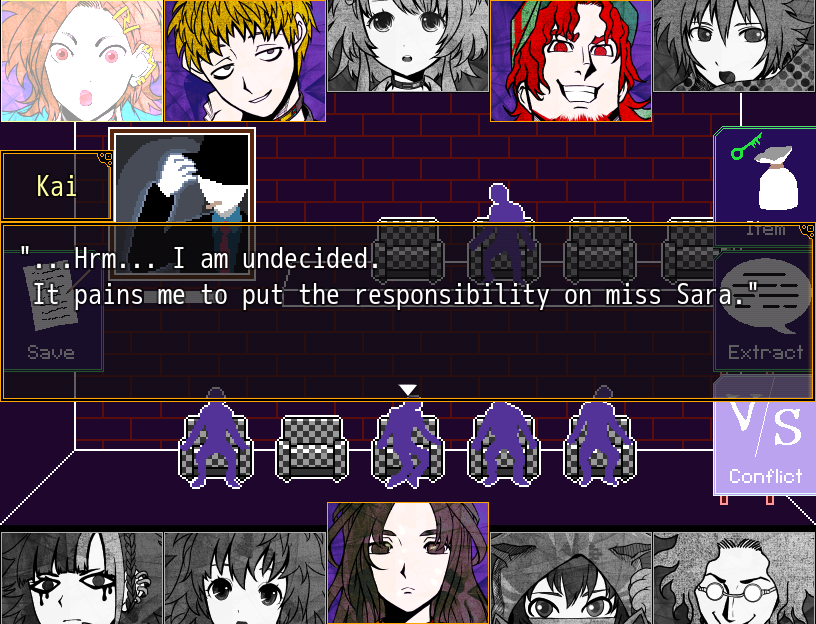 Kai
"...Hrm... I am undecided.
It pains me to put the responsibility on miss Sara."
Item
Save
Extract
VS
Conflict